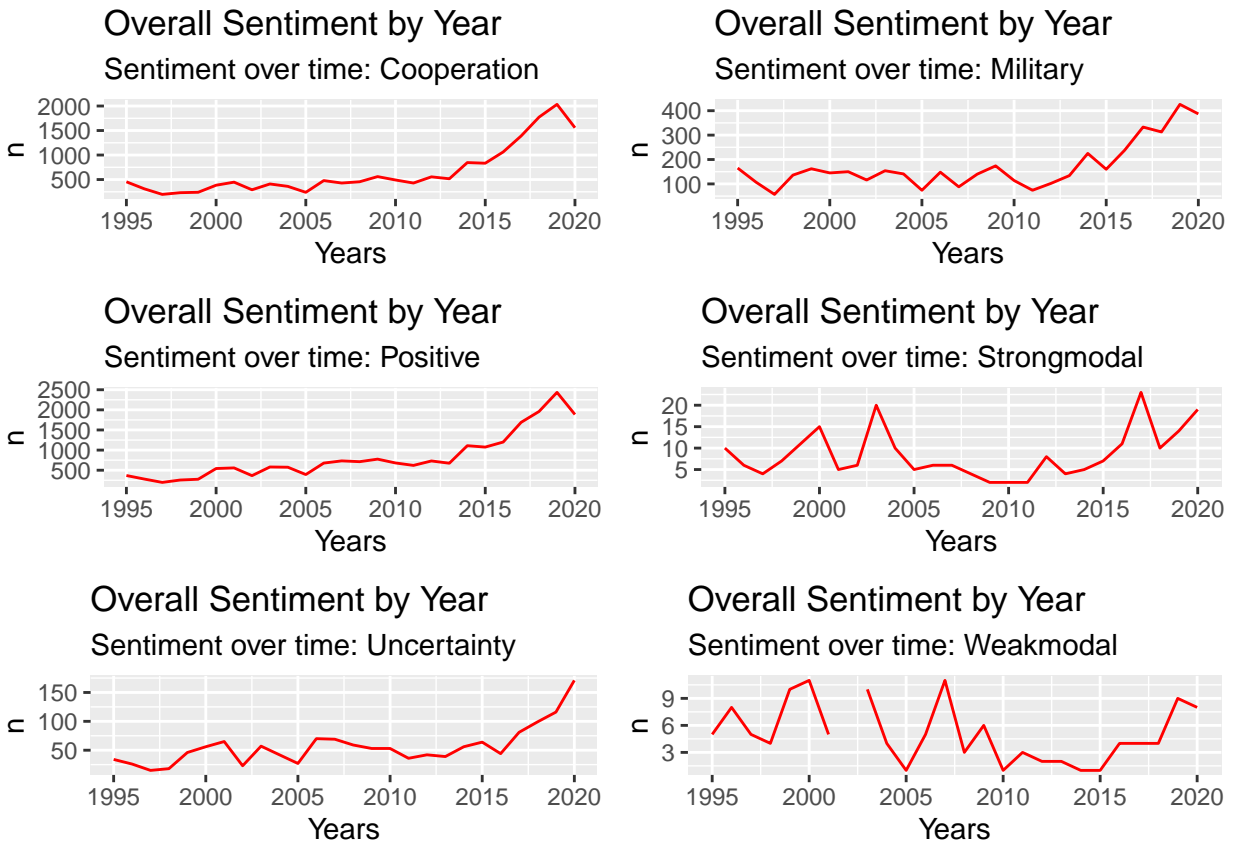 Overall Sentiment by Year
Sentiment over time: Cooperation
2000
1500
1000
500
n
1995 2000 2005 2010 2015 2020
Years
Overall Sentiment by Year
Sentiment over time: Military
400
300
200
100
n
1995 2000 2005 2010 2015 2020
Years
Overall Sentiment by Year
Sentiment over time: Positive
2500
2000
1500
1000
500
n
1995 2000 2005 2010 2015 2020
Years
Overall Sentiment by Year
Sentiment over time: Strongmodal
20
15
10
5
n
1995 2000 2005 2010 2015 2020
Years
Overall Sentiment by Year
Sentiment over time: Uncertainty
150
100
50
n
1995 2000 2005 2010 2015 2020
Years
Overall Sentiment by Year
Sentiment over time: Weakmodal
9
6
3
n
1995 2000 2005 2010 2015 2020
Years